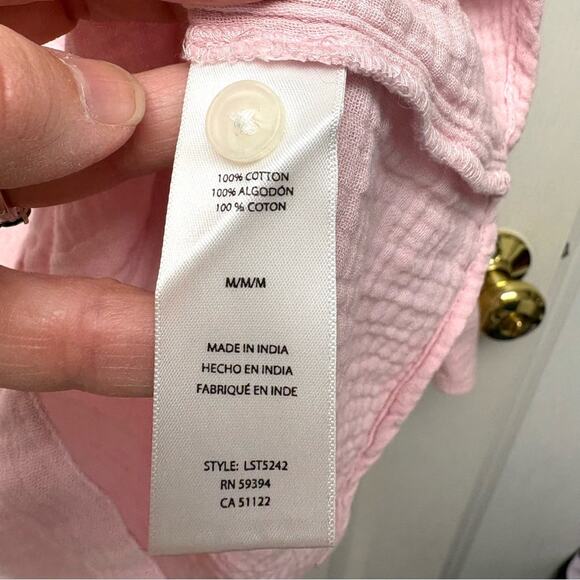 100% COTTON
100% ALGODÓN
100 % COTON
M/M/M
MADE IN INDIA
HECHO EN INDIA
FABRIQUÉ EN INDE
STYLE: LST5242
RN 59394
CA 51122